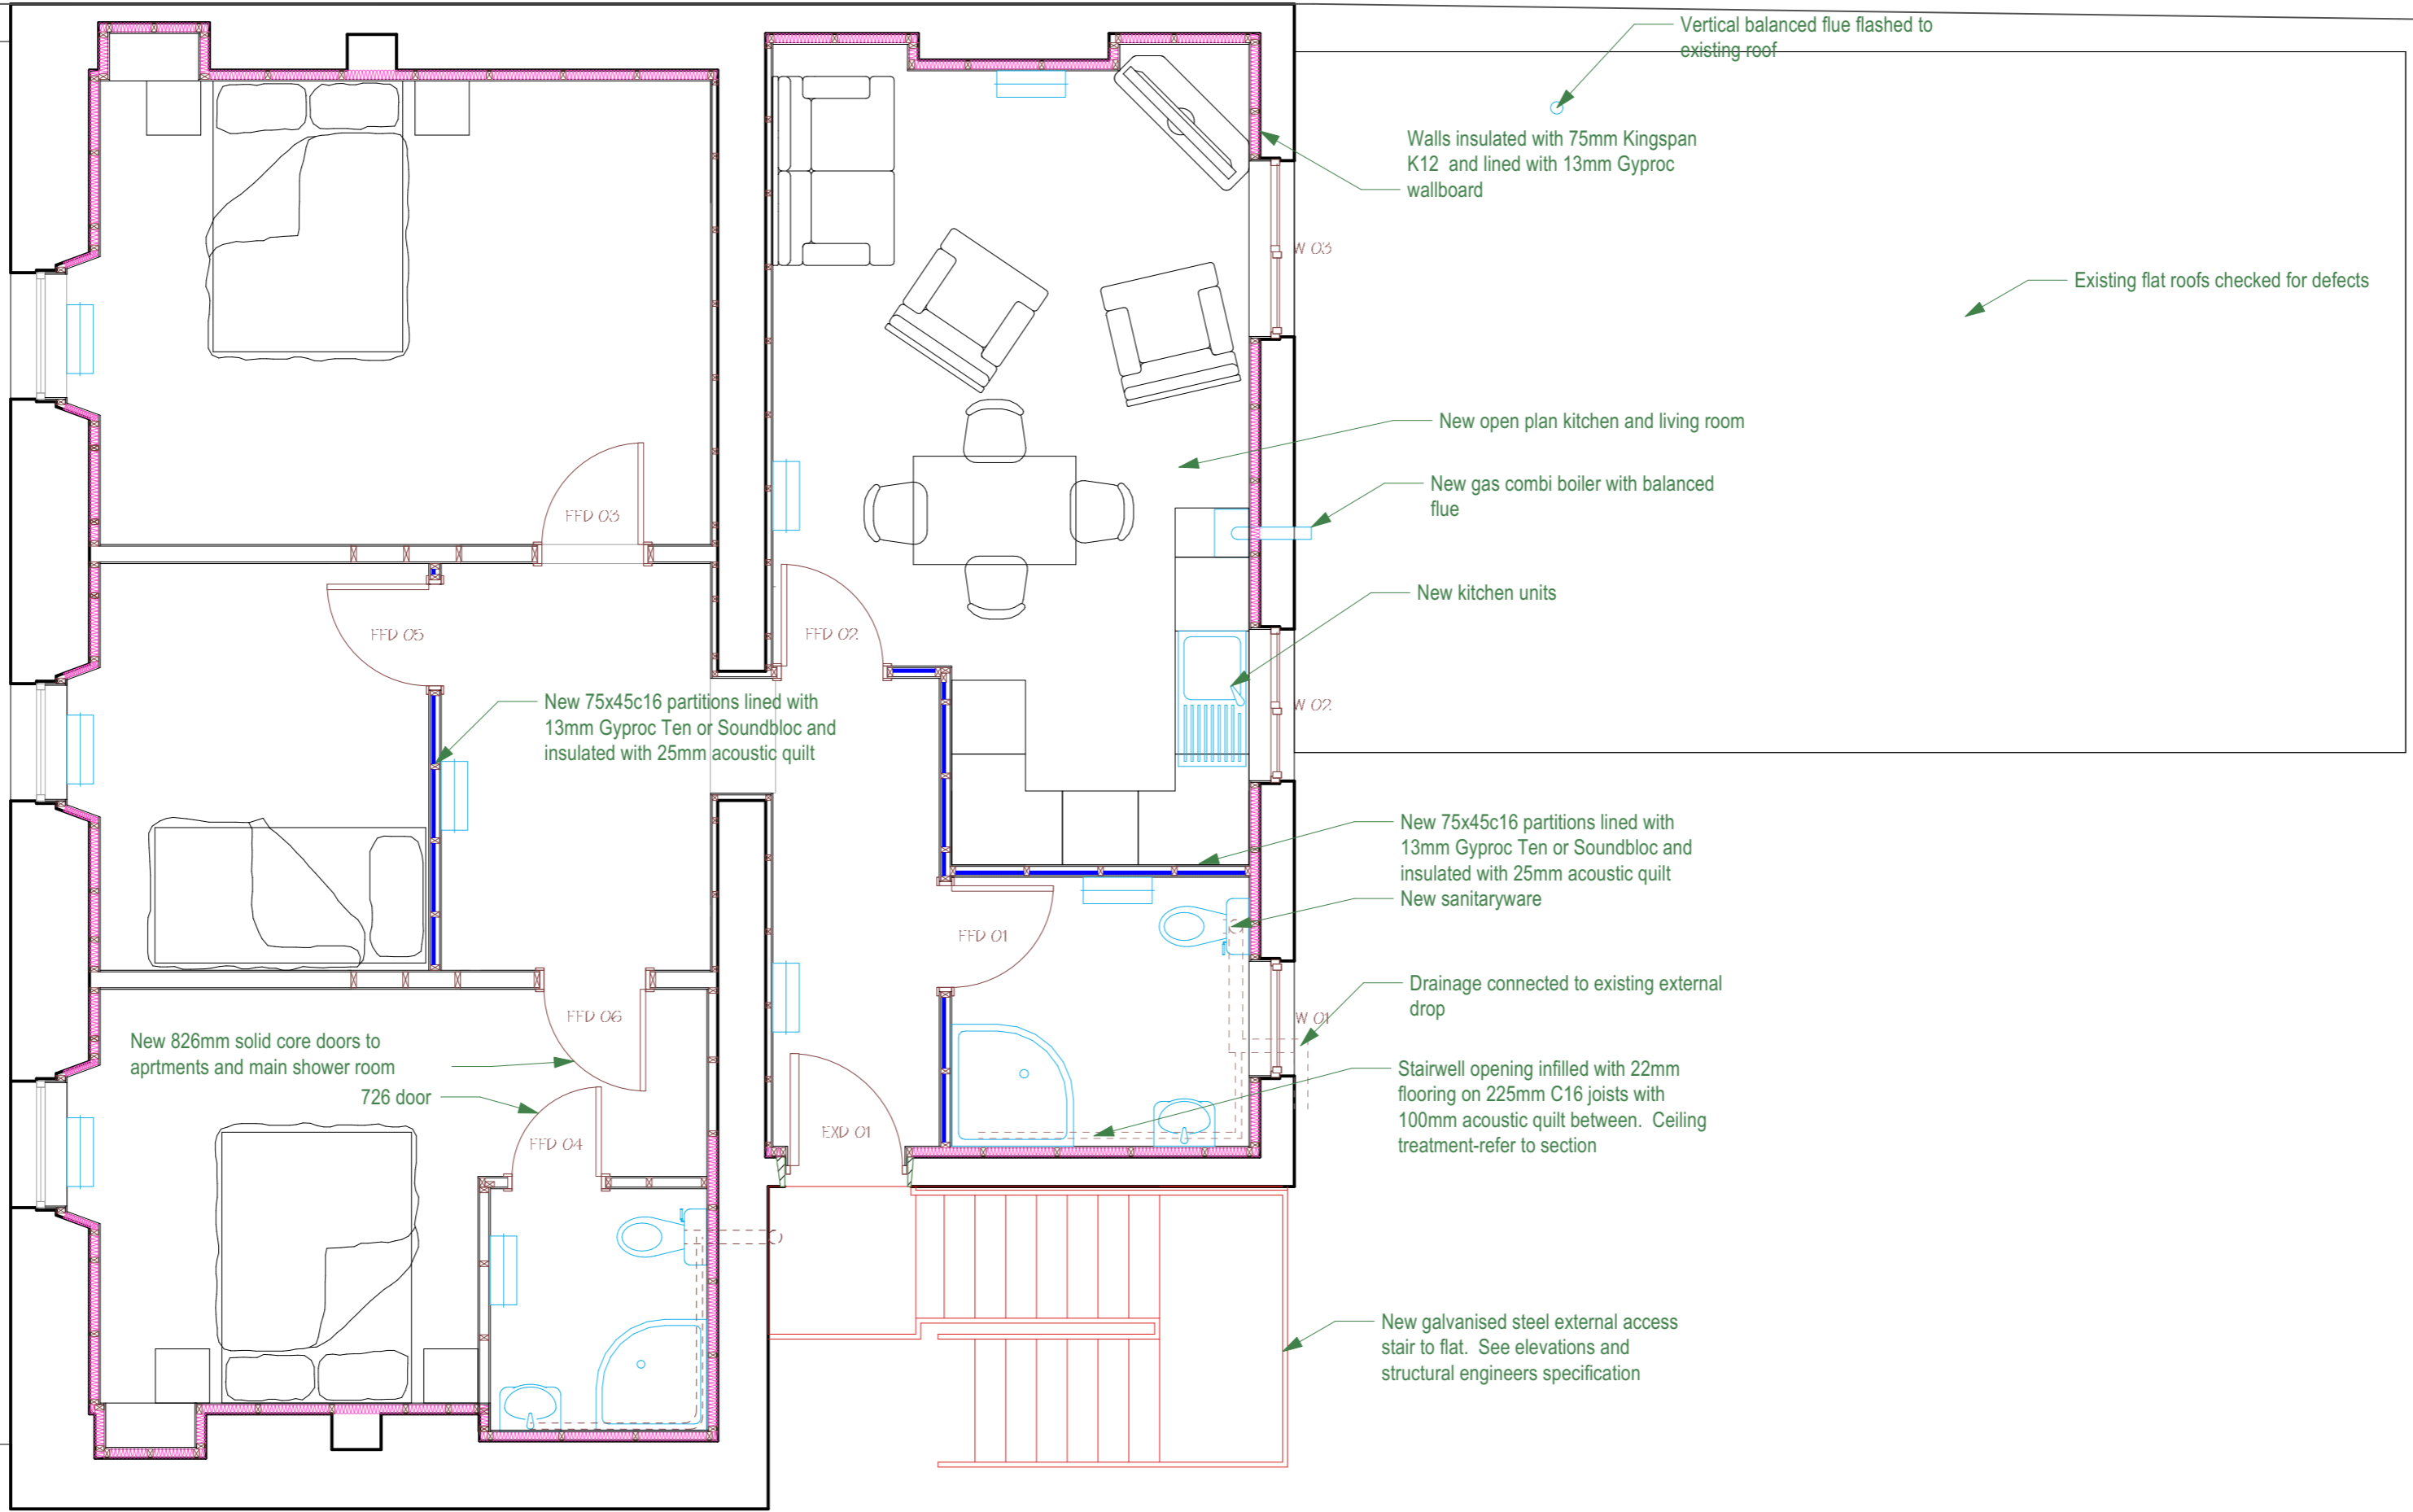 Vertical balanced flue flashed to
existing roof
Walls insulated with 75mm Kingspan
K12 and lined with 13mm Gyproc
wallboard
W 03
Existing flat roofs checked for defects
New open plan kitchen and living room
New gas combi boiler with balanced
flue
FFD 03
New kitchen units
FFD 05
FFD 02
New 75x45c16 partitions lined with
13mm Gyproc Ten or Soundbloc and
insulated with 25mm acoustic quilt
W 02
New 75x45c16 partitions lined with
13mm Gyproc Ten or Soundbloc and
insulated with 25mm acoustic quilt
New sanitaryware
FFD 01
Drainage connected to existing external
drop
FFD 06
W 01
New 826mm solid core doors to
aprtments and main shower room
726 door
Stairwell opening infilled with 22mm
flooring on 225mm C16 joists with
100mm acoustic quilt between. Ceiling
treatment-refer to section
FFD 04
EXD 01
New galvanised steel external access
stair to flat. See elevations and
structural engineers specification